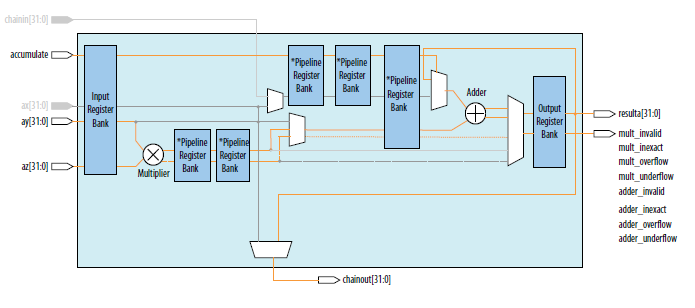 chainin[31:0]
accumulate
ax[31:0]
ay[31:0]
az[31:0]
Input
Register
Bank
Multiplier
*Pipeline
Register
Bank
*Pipeline
Register
Bank
*Pipeline
Register
Bank
*Pipeline
Register
Bank
*Pipeline
Register
Bank
Adder
Output
Register
Bank
resulta[31:0]
mult_invalid
mult_inexact
mult_overflow
mult_underflow
adder_invalid
adder_inexact
adder_overflow
adder_underflow
chainout[31:0]